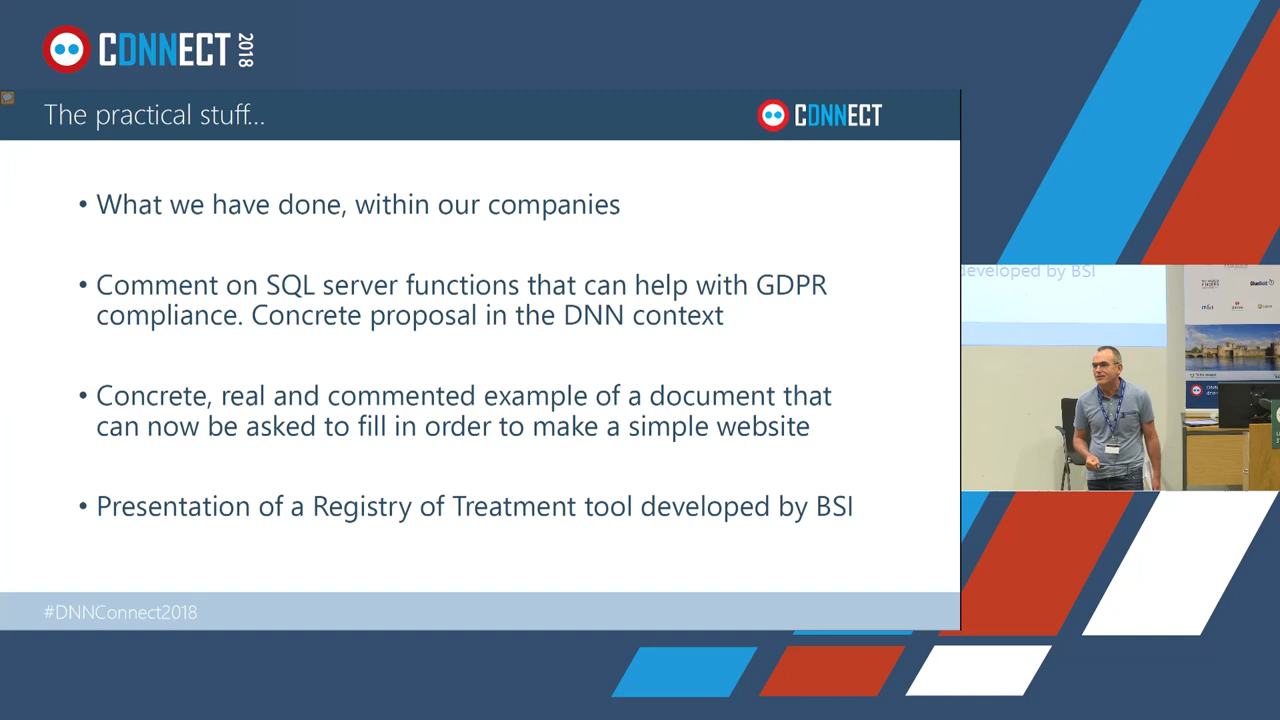 CDNNECT 2018
The practical stuff...
CDNNECT
• What we have done, within our companies
• Comment on SQL server functions that can help with GDPR
compliance. Concrete proposal in the DNN context
• Concrete, real and commented example of a document that
can now be asked to fill in order to make a simple website
• Presentation of a Registry of Treatment tool developed by BSI
developed by BSI
#DNNConnect2018